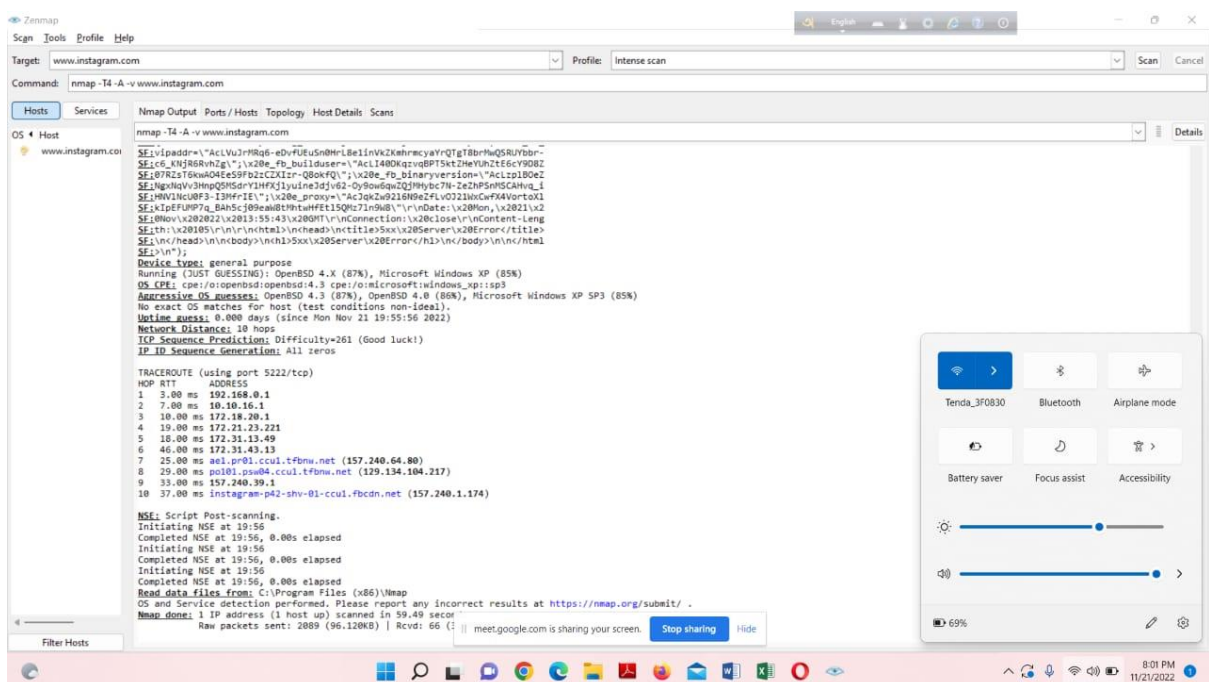 Zenmap
English
Scan Tools Profile Help
Target: www.instagram.com Profile: Intense scan Scan Cancel
Command: nmap -T4 -A -v www.instagram.com
Hosts Services Nmap Output Ports / Hosts Topology Host Details Scans
OS Host nmap -T4 -A -v www.instagram.com Details
www.instagram.coi
SF:th:\x20105\r\n\r\n<html>\n<head>\n<title>5xx\x20Server\x20Error</title>
SF:\n</head>\n\n<body>\n<h1>5xx\x20Server\x20Error</h1>\n</body>\n\n</html
SF:>\n");
Device type: general purpose
Running (JUST GUESSING): OpenBSD 4.X (87%), Microsoft Windows XP (85%)
OS CPE: cpe:/o:openbsd:openbsd:4.3 cpe:/o:microsoft:windows_xp::sp3
Aggressive OS guesses: OpenBSD 4.3 (87%), OpenBSD 4.0 (86%), Microsoft Windows XP SP3 (85%)
No exact OS matches for host (test conditions non-ideal).
Uptime guess: 0.000 days (since Mon Nov 21 19:55:56 2022)
Network Distance: 10 hops
TCP Sequence Prediction: Difficulty=261 (Good luck!)
IP ID Sequence Generation: All zeros
TRACEROUTE (using port 5222/tcp)
HOP RTT ADDRESS
1 3.00 ms 192.168.0.1
2 7.00 ms 10.10.16.1
3 10.00 ms 172.18.20.1
4 19.00 ms 172.21.23.221
5 18.00 ms 172.31.13.49
6 46.00 ms 172.31.43.13
7 25.00 ms ae1.pr01.ccu1.tfbnw.net (157.240.64.80)
8 29.00 ms po101.psw04.ccu1.tfbnw.net (129.134.104.217)
9 33.00 ms 157.240.39.1
10 37.00 ms instagram-p42-shv-01-ccu1.fbcdn.net (157.240.1.174)
NSE: Script Post-scanning.
Initiating NSE at 19:56
Completed NSE at 19:56, 0.00s elapsed
Initiating NSE at 19:56
Completed NSE at 19:56, 0.00s elapsed
Initiating NSE at 19:56
Completed NSE at 19:56, 0.00s elapsed
Read data files from: C:\Program Files (x86)\Nmap
OS and Service detection performed. Please report any incorrect results at https://nmap.org/submit/ .
Nmap done: 1 IP address (1 host up) scanned in 59.49 secon
Raw packets sent: 2089 (96.120KB) | Rcvd: 66 (
meet.google.com is sharing your screen. Stop sharing Hide
Filter Hosts
Tenda_3F0830 Bluetooth Airplane mode
Battery saver Focus assist Accessibility
69%
8:01 PM
11/21/2022
1